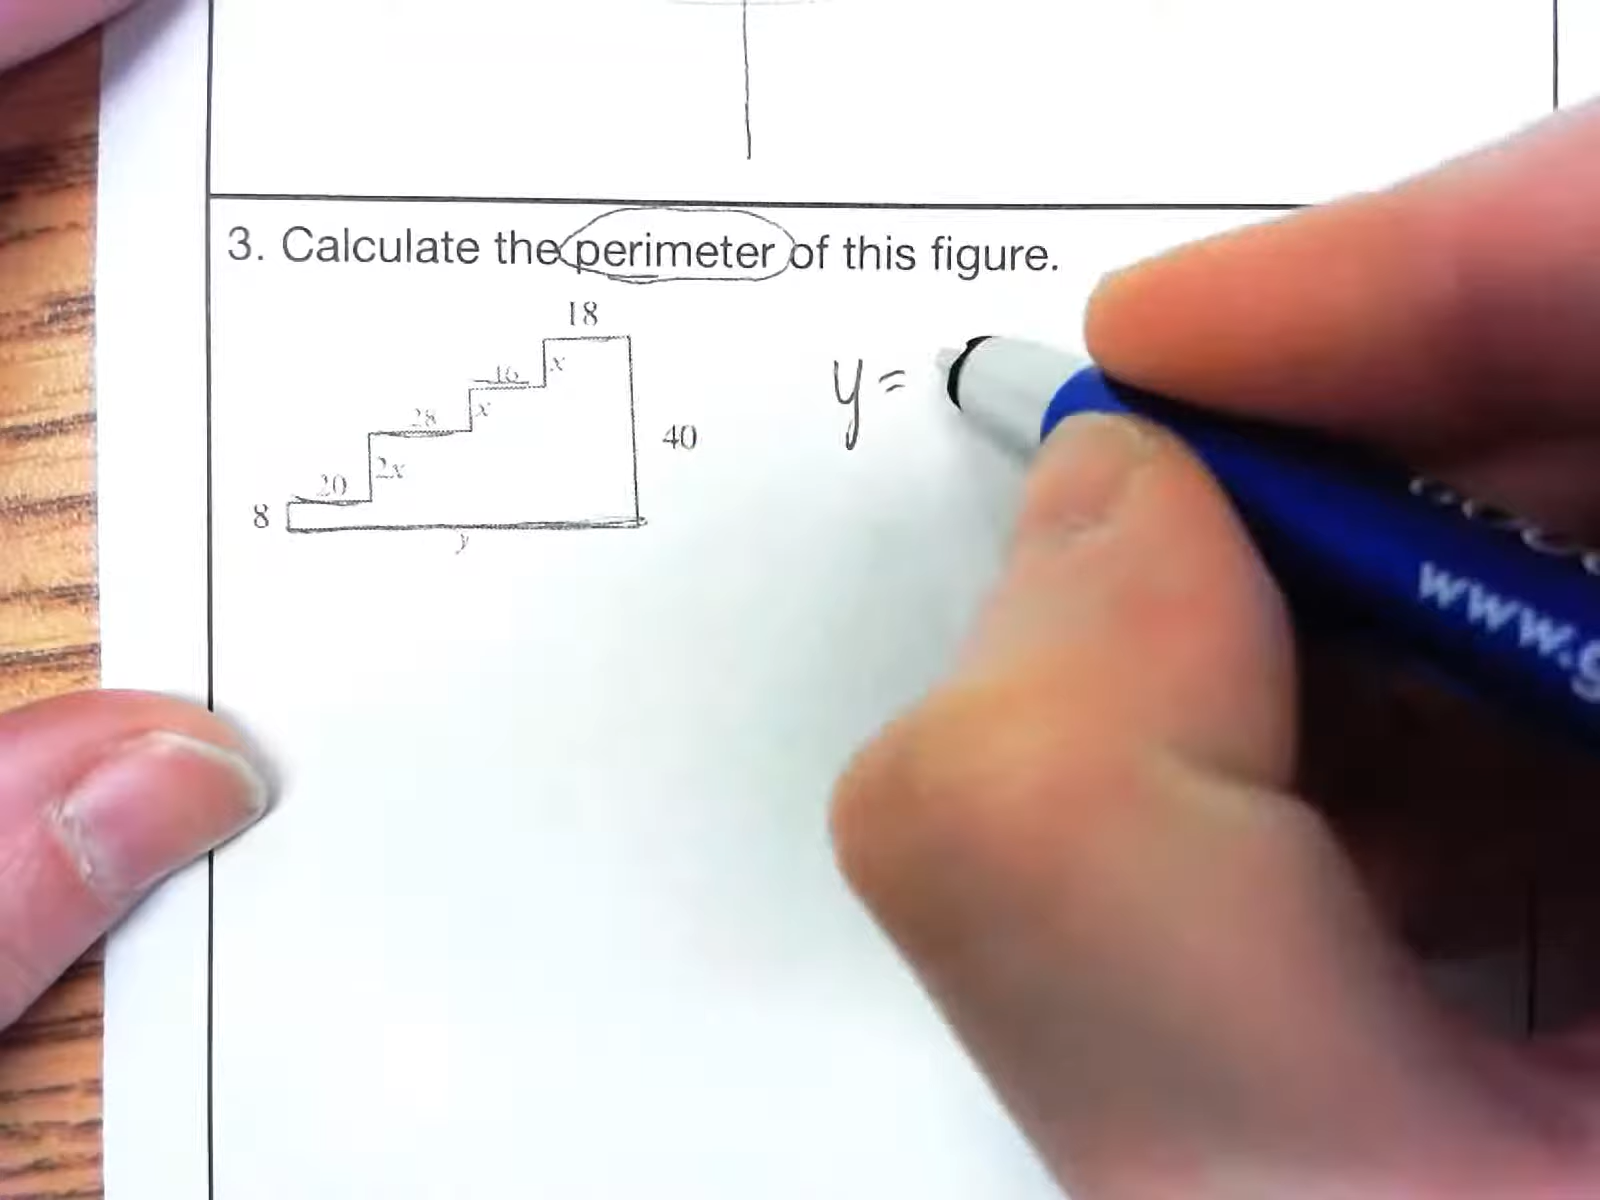 3. Calculate the perimeter of this figure.
18
16
x
28
x
40
20
2x
8
y
y =
www.g